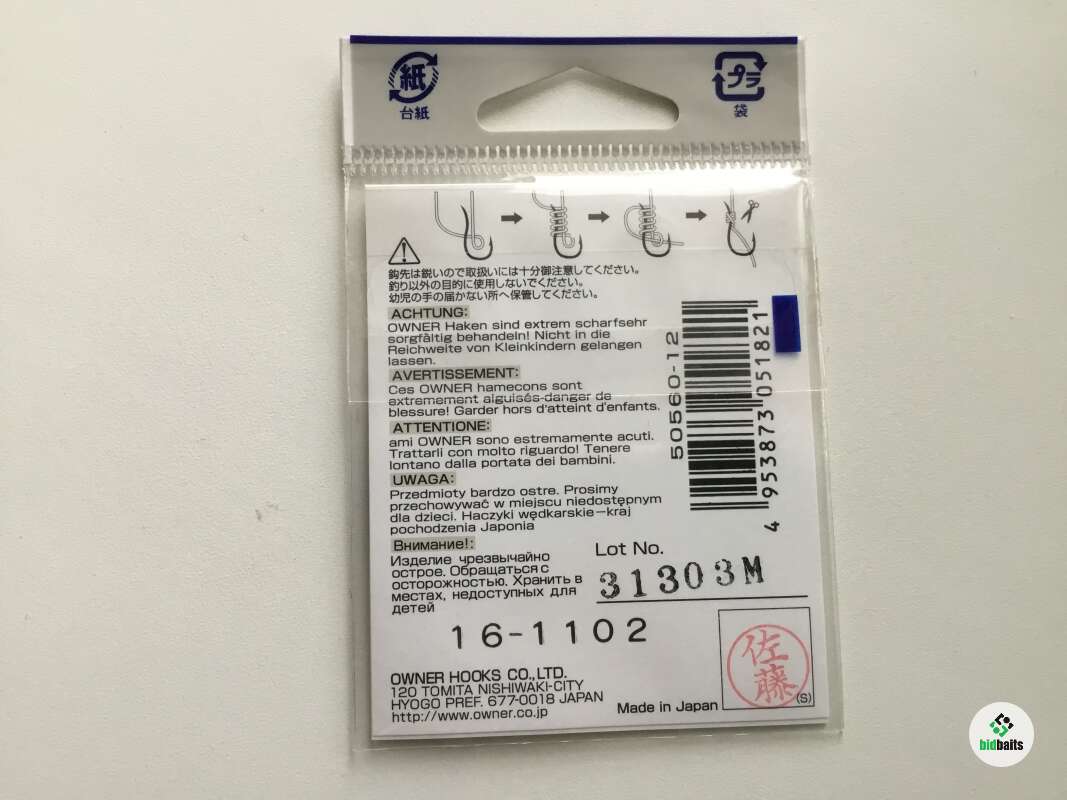 紙
台紙
プラ
袋
鈎先は鋭いので取扱いには十分御注意してください。
釣り以外の目的に使用しないでください。
幼児の手の届かない所へ保管してください。
ACHTUNG:
OWNER Haken sind extrem scharfsehr
sorgfältig behandeln! Nicht in die
Reichweite von Kleinkindern gelangen
lassen.
AVERTISSEMENT:
Ces OWNER hamecons sont
extremement aiguisés-danger de
blessure! Garder hors d'atteint d'enfants.
ATTENTIONE:
ami OWNER sono estremamente acuti.
Trattarli con molto riguardo! Tenere
lontano dalla portata dei bambini.
UWAGA:
Przedmioty bardzo ostre. Prosimy
przechowywać w miejscu niedostępnym
dla dzieci. Haczyki wędkarskie–kraj
pochodzenia Japonia
Внимание!:
Изделие чрезвычайно
острое. Обращаться с
осторожностью. Хранить в
местах, недоступных для
детей
50560-12
4 953873 051821
Lot No.
31303M
16-1102
OWNER HOOKS CO.,LTD.
120 TOMITA NISHIWAKI-CITY
HYOGO PREF. 677-0018 JAPAN
http://www.owner.co.jp
Made in Japan
佐藤
(S)
bidbaits